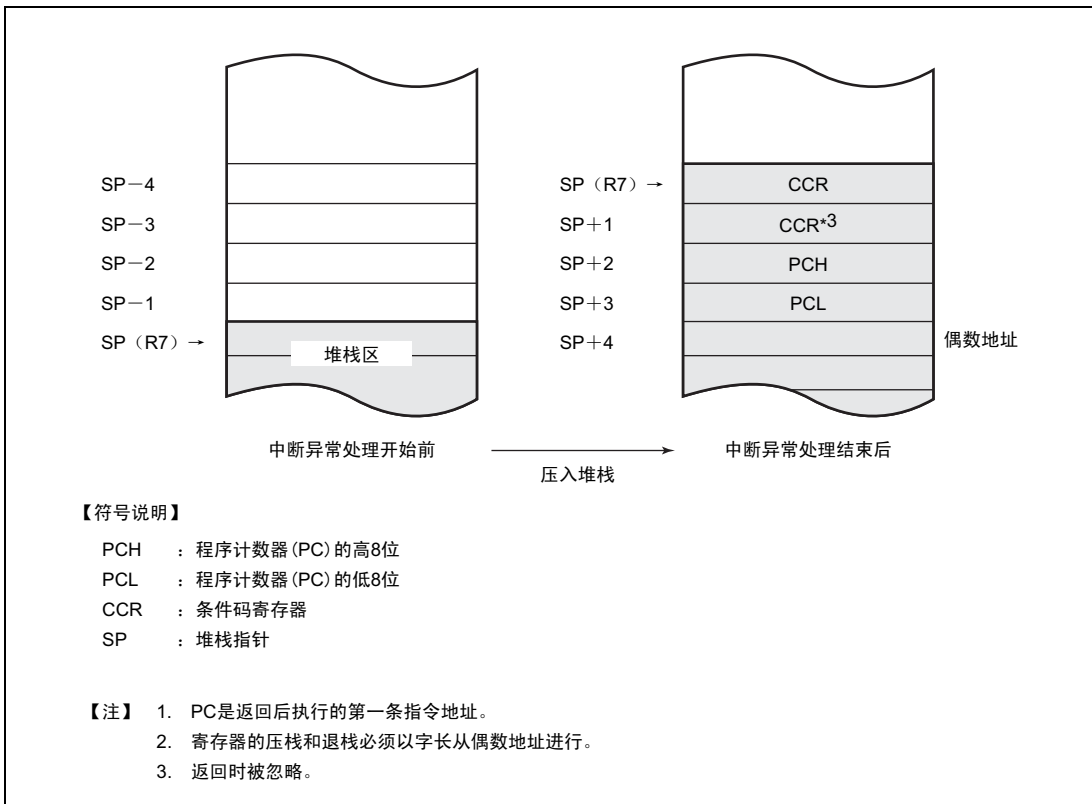 SP－4
SP－3
SP－2
SP－1
SP（R7）→
堆栈区
SP（R7）→
SP＋1
SP＋2
SP＋3
SP＋4
CCR
CCR*3
PCH
PCL
偶数地址
中断异常处理开始前
压入堆栈
中断异常处理结束后
【符号说明】
PCH ：程序计数器(PC)的高8位
PCL ：程序计数器(PC)的低8位
CCR ：条件码寄存器
SP ：堆栈指针
【注】 1. PC是返回后执行的第一条指令地址。
2. 寄存器的压栈和退栈必须以字长从偶数地址进行。
3. 返回时被忽略。